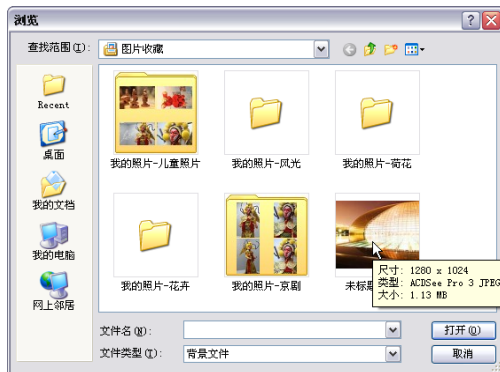 浏览
查找范围(I):
图片收藏
Recent
桌面
我的文档
我的电脑
网上邻居
我的照片-儿童照片
我的照片-风光
我的照片-荷花
我的照片-花卉
我的照片-京剧
未标题
尺寸: 1280 x 1024
类型: ACDSee Pro 3 JPEG
大小: 1.13 MB
文件名(N):
打开(O)
文件类型(T):
背景文件
取消